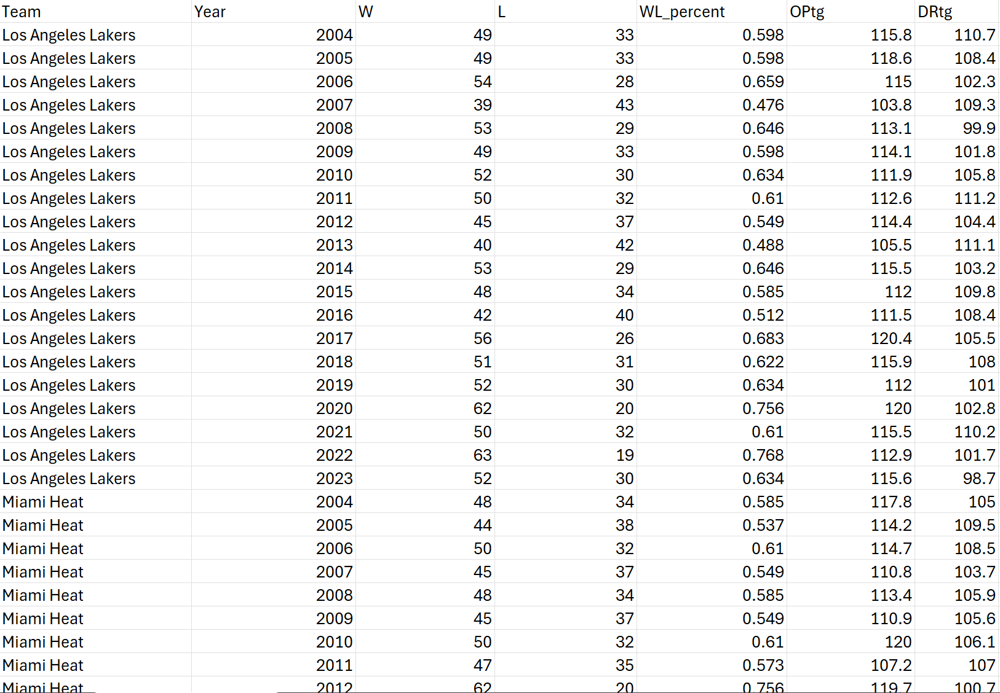 Team Year W L WL_percent OPtg DRtg
Los Angeles Lakers 2004 49 33 0.598 115.8 110.7
Los Angeles Lakers 2005 49 33 0.598 118.6 108.4
Los Angeles Lakers 2006 54 28 0.659 115 102.3
Los Angeles Lakers 2007 39 43 0.476 103.8 109.3
Los Angeles Lakers 2008 53 29 0.646 113.1 99.9
Los Angeles Lakers 2009 49 33 0.598 114.1 101.8
Los Angeles Lakers 2010 52 30 0.634 111.9 105.8
Los Angeles Lakers 2011 50 32 0.61 112.6 111.2
Los Angeles Lakers 2012 45 37 0.549 114.4 104.4
Los Angeles Lakers 2013 40 42 0.488 105.5 111.1
Los Angeles Lakers 2014 53 29 0.646 115.5 103.2
Los Angeles Lakers 2015 48 34 0.585 112 109.8
Los Angeles Lakers 2016 42 40 0.512 111.5 108.4
Los Angeles Lakers 2017 56 26 0.683 120.4 105.5
Los Angeles Lakers 2018 51 31 0.622 115.9 108
Los Angeles Lakers 2019 52 30 0.634 112 101
Los Angeles Lakers 2020 62 20 0.756 120 102.8
Los Angeles Lakers 2021 50 32 0.61 115.5 110.2
Los Angeles Lakers 2022 63 19 0.768 112.9 101.7
Los Angeles Lakers 2023 52 30 0.634 115.6 98.7
Miami Heat 2004 48 34 0.585 117.8 105
Miami Heat 2005 44 38 0.537 114.2 109.5
Miami Heat 2006 50 32 0.61 114.7 108.5
Miami Heat 2007 45 37 0.549 110.8 103.7
Miami Heat 2008 48 34 0.585 113.4 105.9
Miami Heat 2009 45 37 0.549 110.9 105.6
Miami Heat 2010 50 32 0.61 120 106.1
Miami Heat 2011 47 35 0.573 107.2 107
Miami Heat 2012 62 20 0.756 119.7 100.7